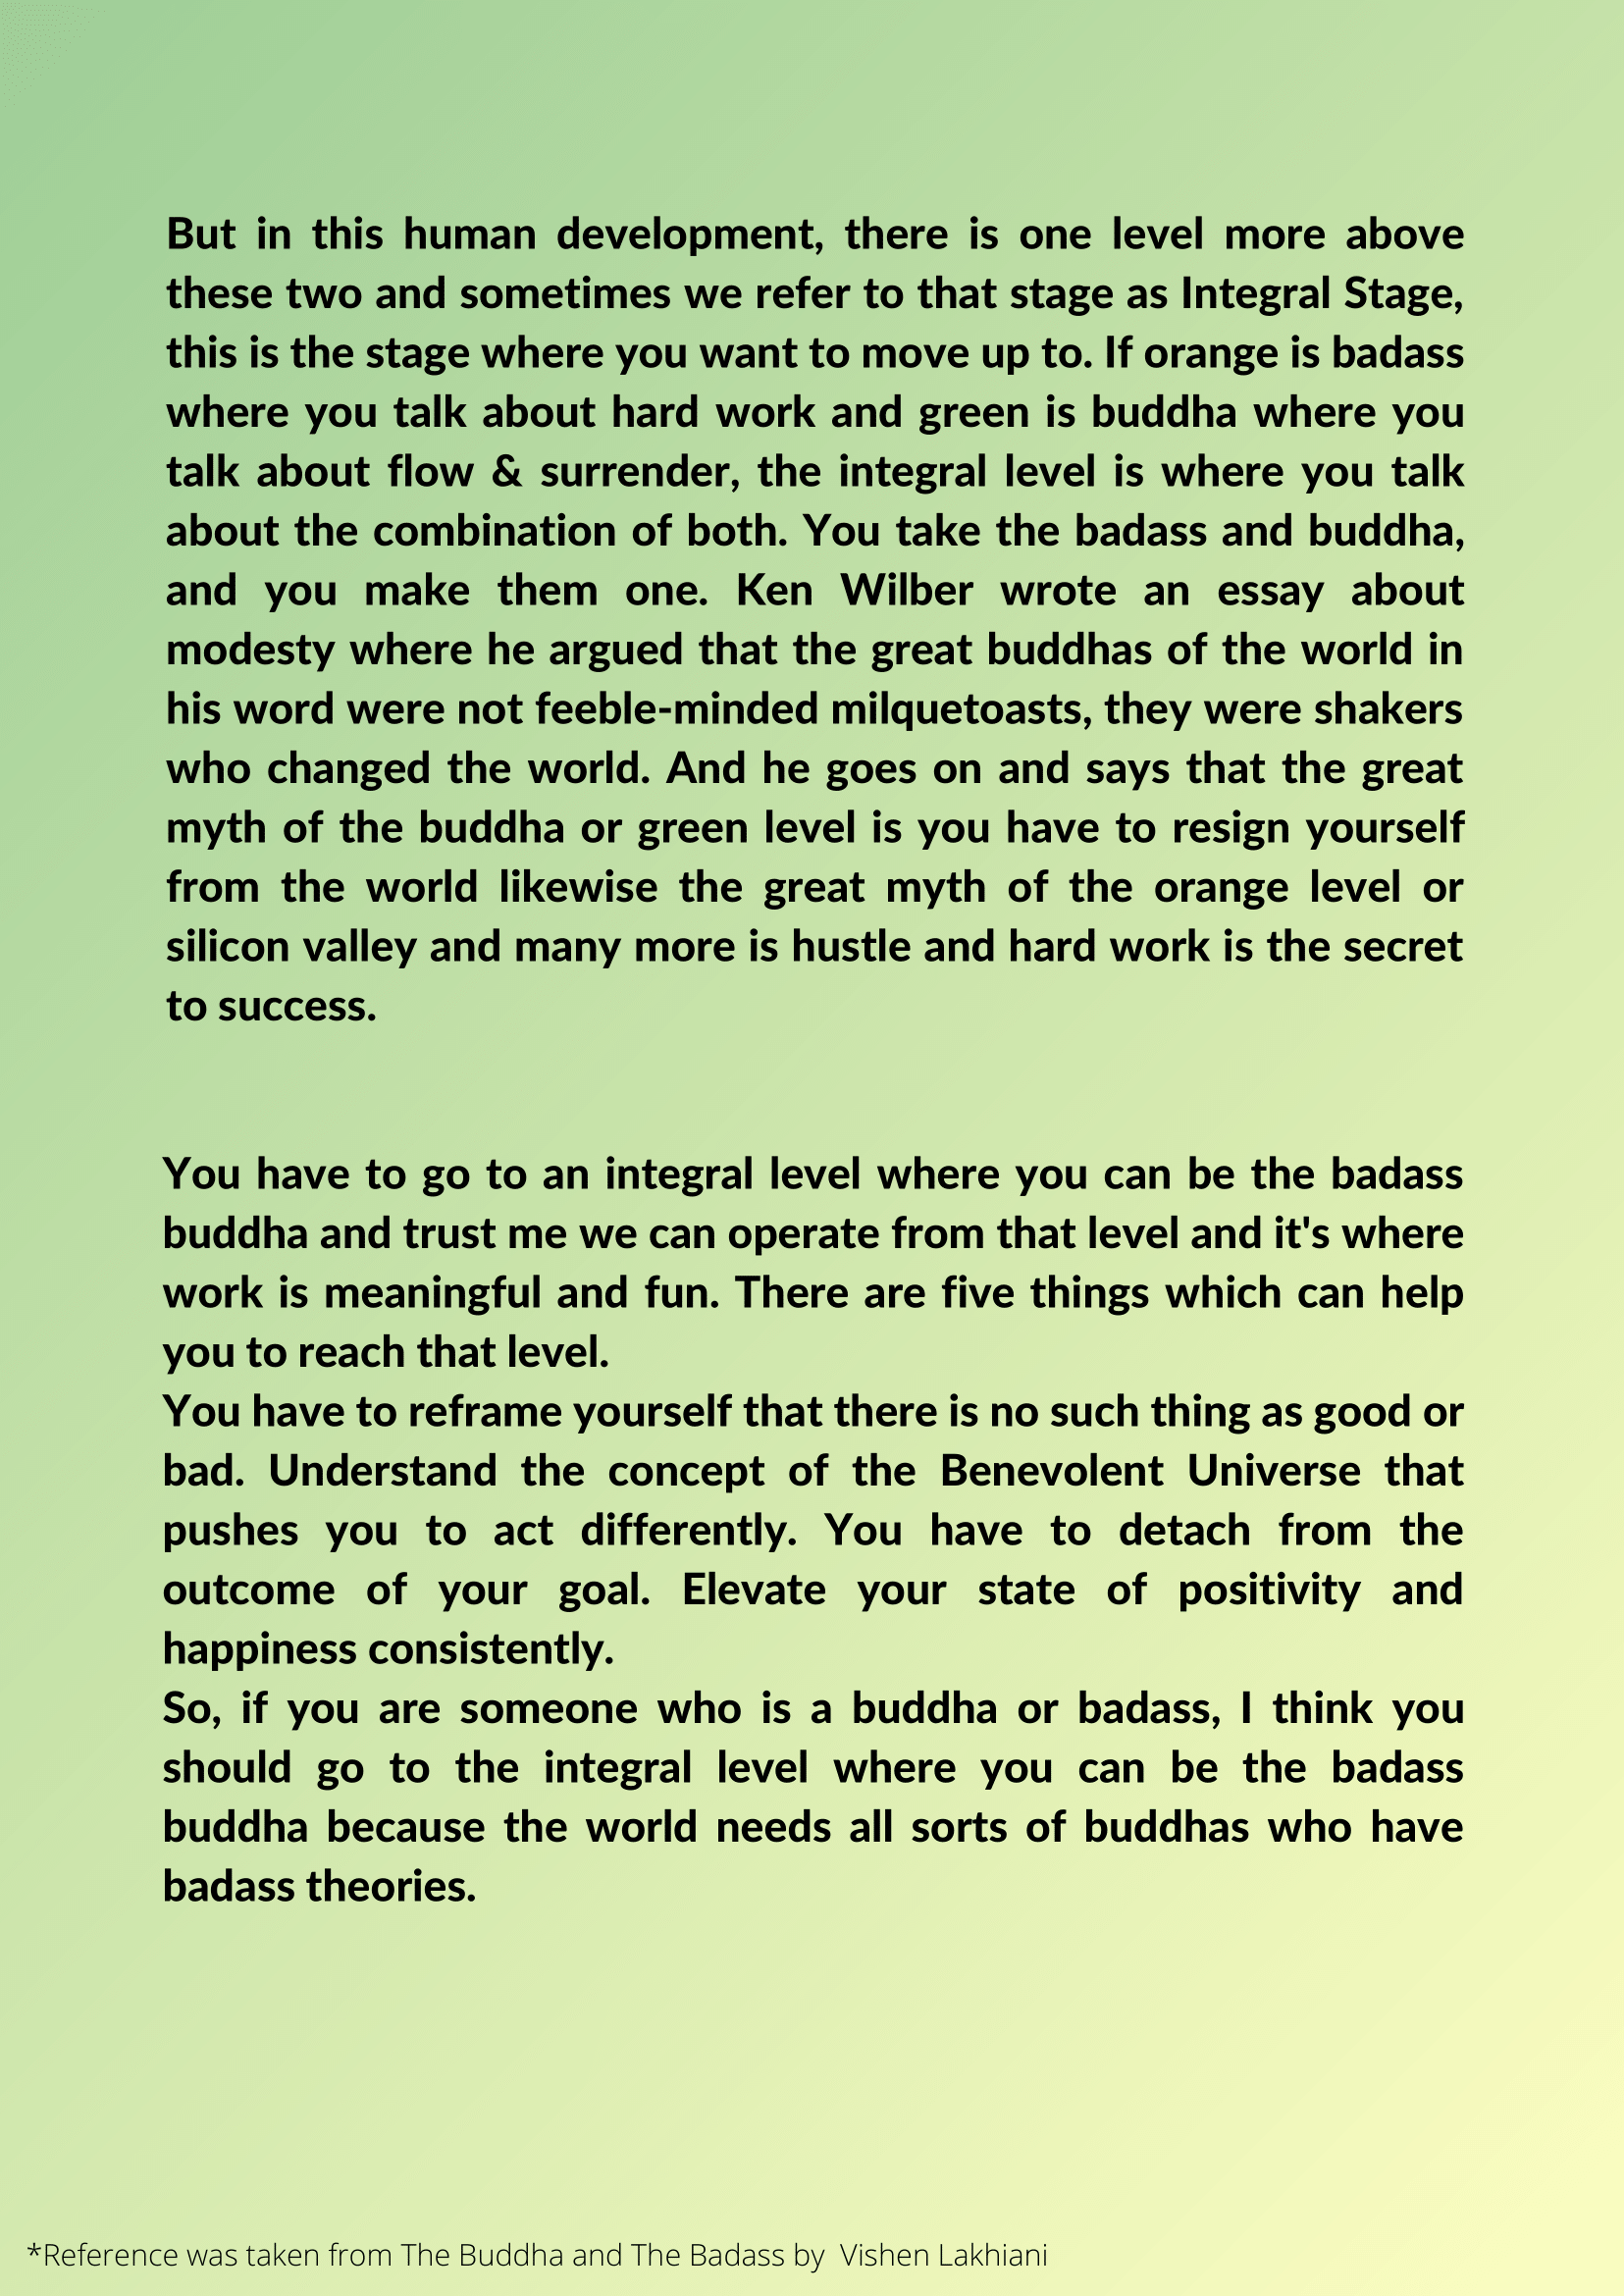 But in this human development, there is one level more above
these two and sometimes we refer to that stage as Integral Stage,
this is the stage where you want to move up to. If orange is badass
where you talk about hard work and green is buddha where you
talk about flow & surrender, the integral level is where you talk
about the combination of both. You take the badass and buddha,
and you make them one. Ken Wilber wrote an essay about
modesty where he argued that the great buddhas of the world in
his word were not feeble-minded milquetoasts, they were shakers
who changed the world. And he goes on and says that the great
myth of the buddha or green level is you have to resign yourself
from the world likewise the great myth of the orange level or
silicon valley and many more is hustle and hard work is the secret
to success.
You have to go to an integral level where you can be the badass
buddha and trust me we can operate from that level and it's where
work is meaningful and fun. There are five things which can help
you to reach that level.
You have to reframe yourself that there is no such thing as good or
bad. Understand the concept of the Benevolent Universe that
pushes you to act differently. You have to detach from the
outcome of your goal. Elevate your state of positivity and
happiness consistently.
So, if you are someone who is a buddha or badass, I think you
should go to the integral level where you can be the badass
buddha because the world needs all sorts of buddhas who have
badass theories.
*Reference was taken from The Buddha and The Badass by Vishen Lakhiani